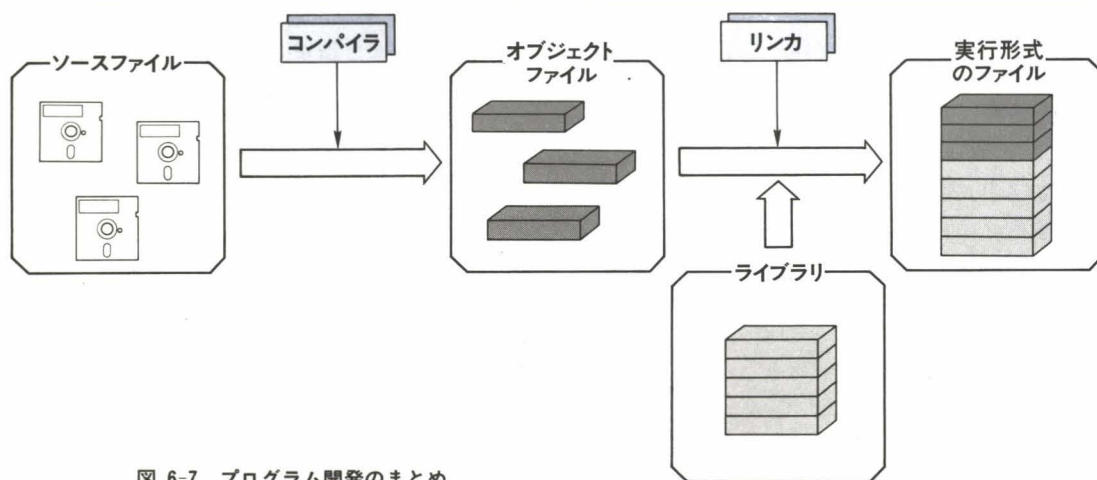 コンパイラ
リンカ
ソースファイル
オブジェクト
ファイル
実行形式
のファイル
ライブラリ
図 6-7 プログラム開発のまとめ